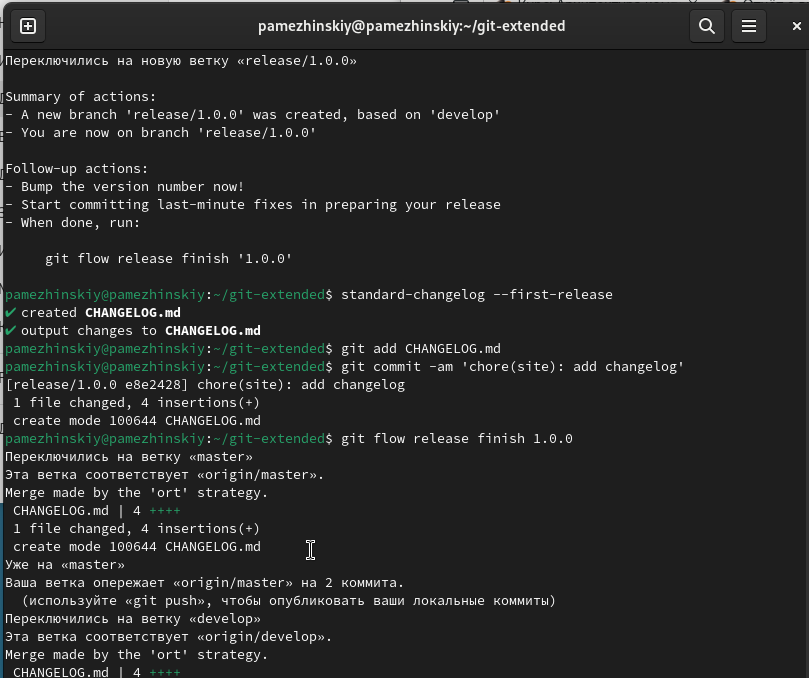 pamezhinskiy@pamezhinskiy:~/git-extended
Переключились на новую ветку «release/1.0.0»
Summary of actions:
- A new branch 'release/1.0.0' was created, based on 'develop'
- You are now on branch 'release/1.0.0'
Follow-up actions:
- Bump the version number now!
- Start committing last-minute fixes in preparing your release
- When done, run:
git flow release finish '1.0.0'
pamezhinskiy@pamezhinskiy:~/git-extended$ standard-changelog --first-release
✔ created CHANGELOG.md
✔ output changes to CHANGELOG.md
pamezhinskiy@pamezhinskiy:~/git-extended$ git add CHANGELOG.md
pamezhinskiy@pamezhinskiy:~/git-extended$ git commit -am 'chore(site): add changelog'
[release/1.0.0 e8e2428] chore(site): add changelog
1 file changed, 4 insertions(+)
create mode 100644 CHANGELOG.md
pamezhinskiy@pamezhinskiy:~/git-extended$ git flow release finish 1.0.0
Переключились на ветку «master»
Эта ветка соответствует «origin/master».
Merge made by the 'ort' strategy.
CHANGELOG.md | 4 ++++
1 file changed, 4 insertions(+)
create mode 100644 CHANGELOG.md
Уже на «master»
Ваша ветка опережает «origin/master» на 2 коммита.
(используйте «git push», чтобы опубликовать ваши локальные коммиты)
Переключились на ветку «develop»
Эта ветка соответствует «origin/develop».
Merge made by the 'ort' strategy.
CHANGELOG.md | 4 ++++